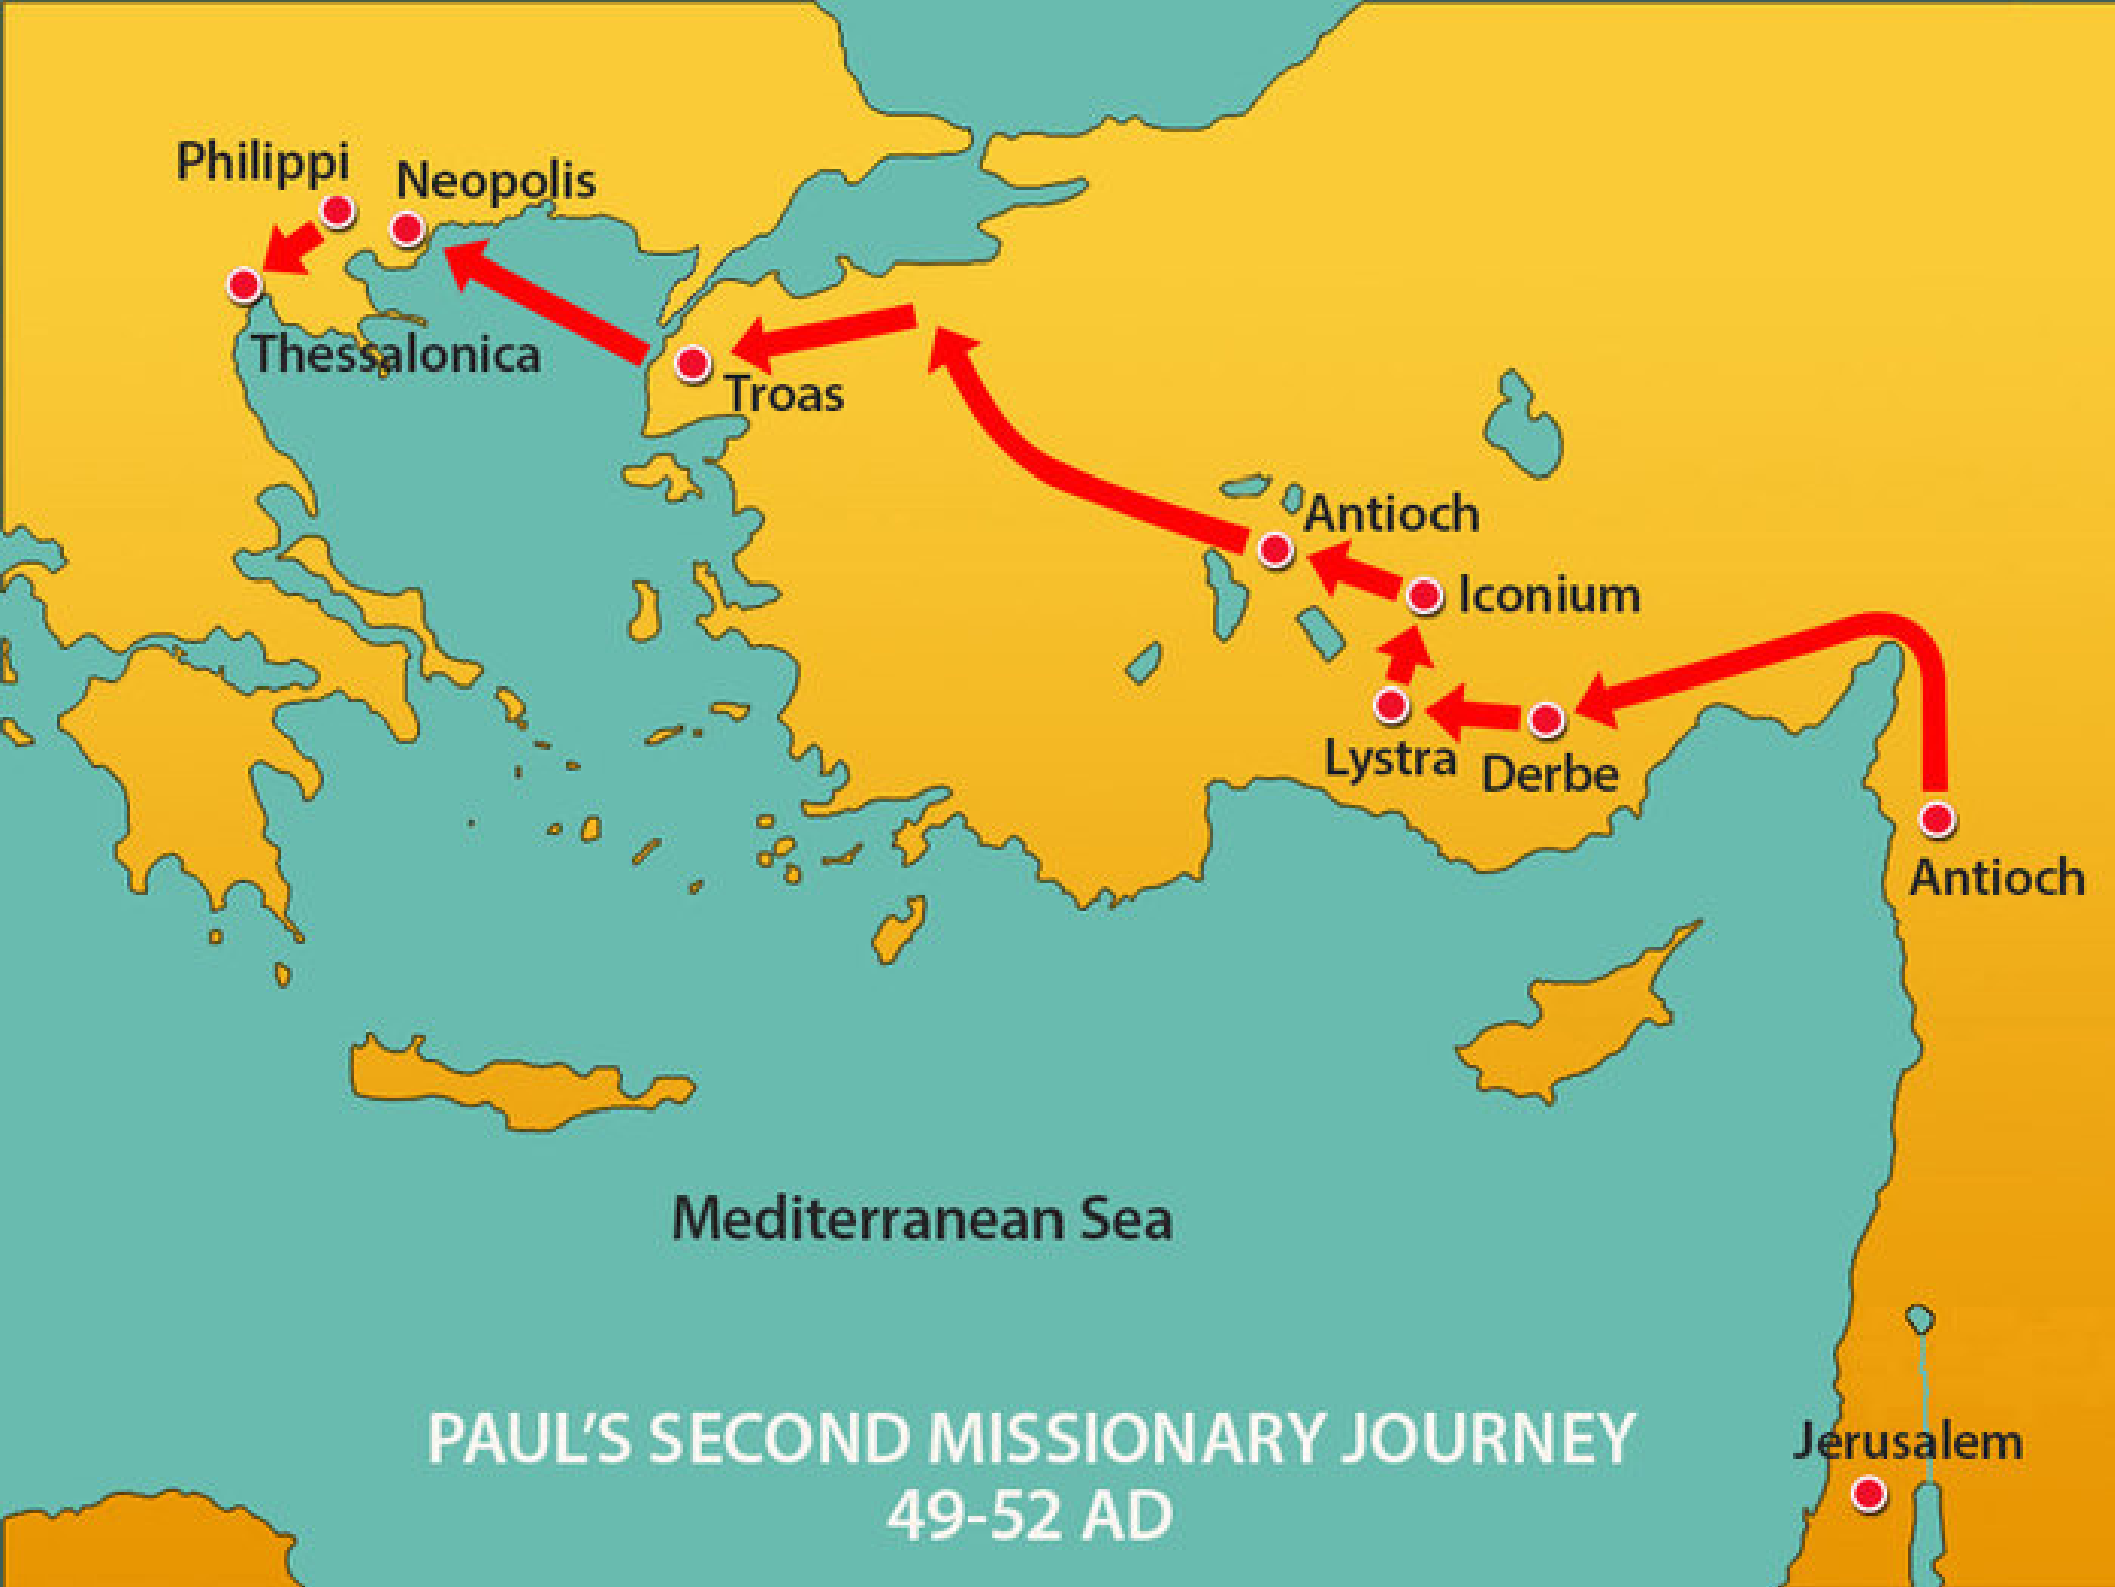 Philippi
Neopolis
Thessalonica
Troas
Antioch
Iconium
Lystra
Derbe
Antioch
Mediterranean Sea
PAUL'S SECOND MISSIONARY JOURNEY
49-52 AD
Jerusalem